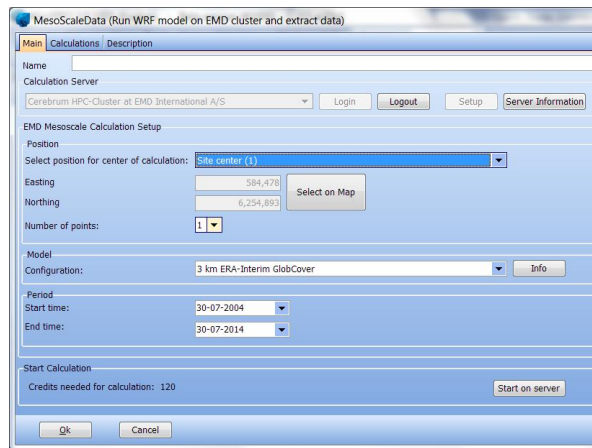 MesoScaleData (Run WRF model on EMD cluster and extract data)
Main Calculations Description
Name
Calculation Server
Cerebrum HPC-Cluster at EMD International A/S Login Logout Setup Server Information
EMD Mesoscale Calculation Setup
Position
Select position for center of calculation: Site center (1)
Easting 584,478
Select on Map
Northing 6,254,893
Number of points: 1
Model
Configuration: 3 km ERA-Interim GlobCover Info
Period
Start time: 30-07-2004
End time: 30-07-2014
Start Calculation
Credits needed for calculation: 120 Start on server
Ok Cancel